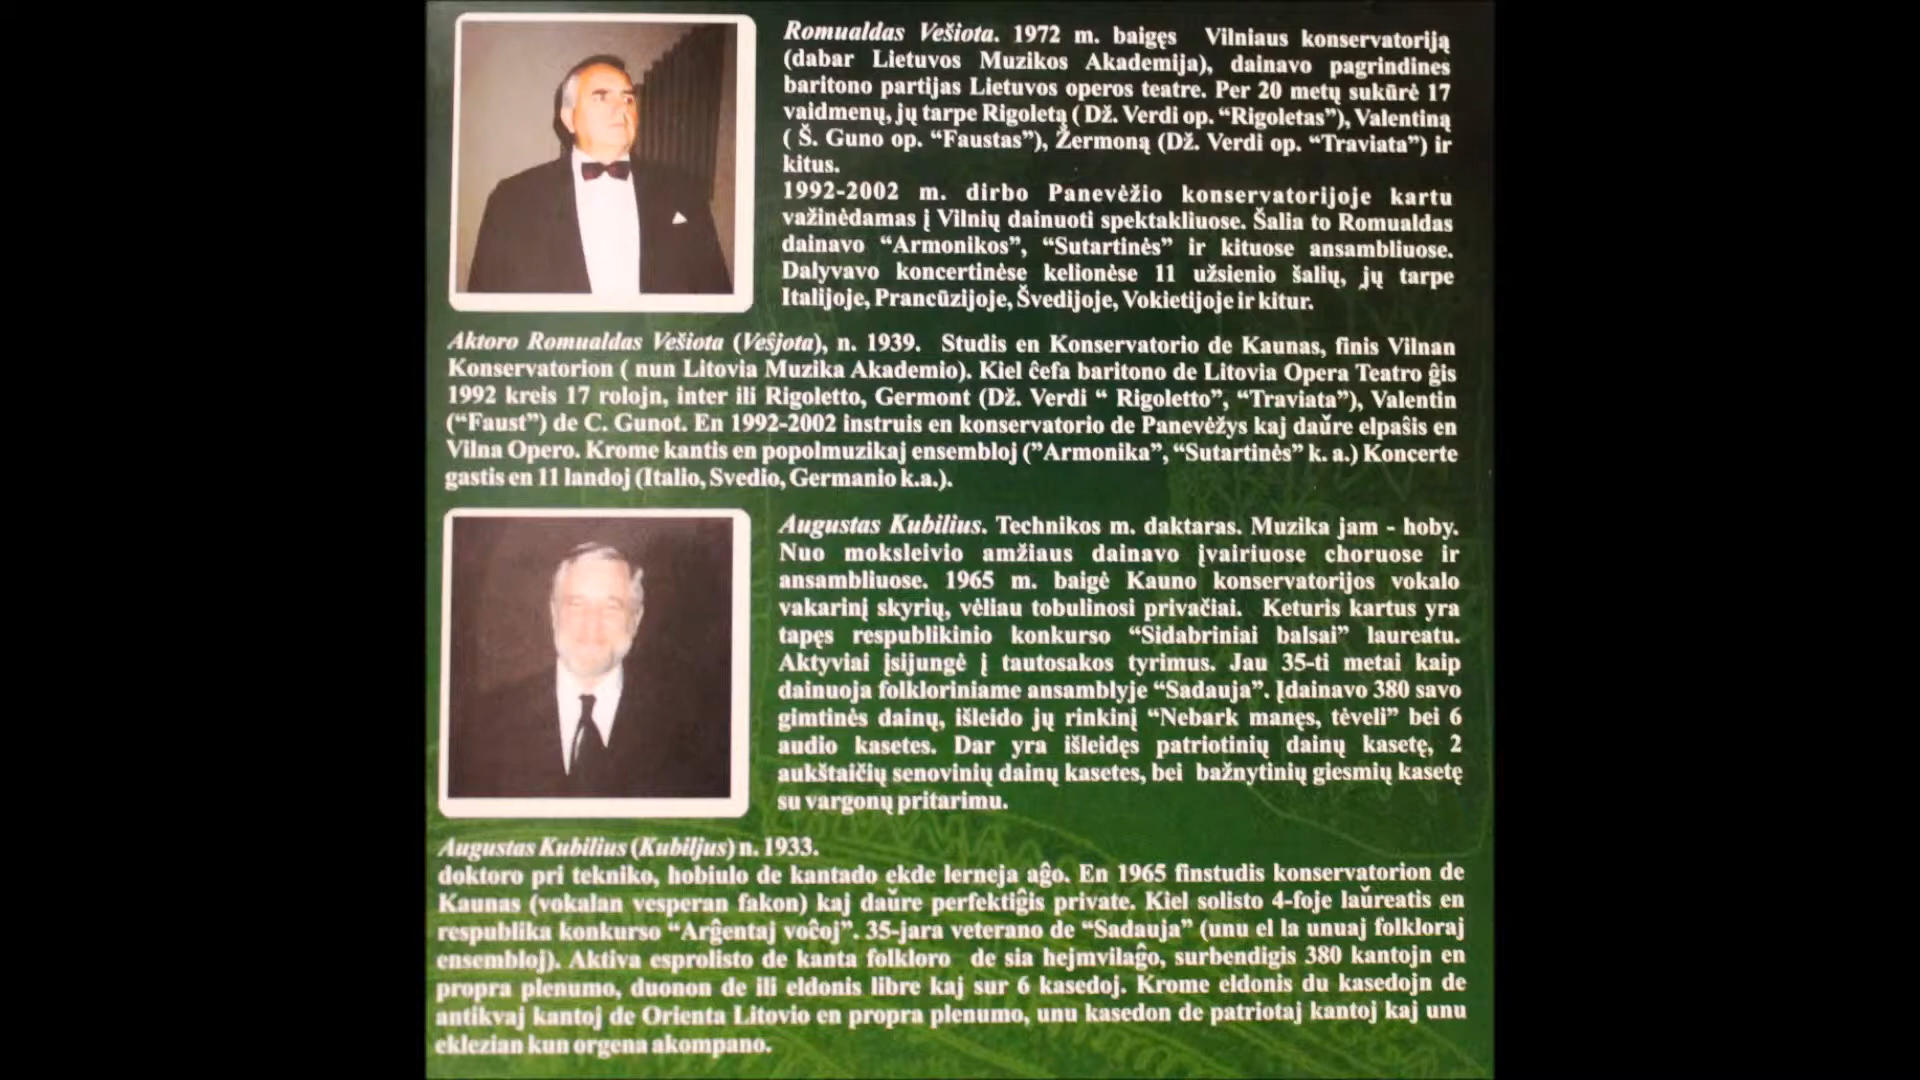 Romualdas Vešiota. 1972 m. baigęs Vilniaus konservatoriją
(dabar Lietuvos Muzikos Akademija), dainavo pagrindines
baritono partijas Lietuvos operos teatre. Per 20 metų sukūrė 17
vaidmenų, jų tarpe Rigoletą ( Dž. Verdi op. “Rigoletas”), Valentiną
( Š. Guno op. “Faustas”), Žermoną (Dž. Verdi op. “Traviata”) ir
kitus.
1992-2002 m. dirbo Panevėžio konservatorijoje kartu
važinėdamas į Vilnių dainuoti spektakliuose. Šalia to Romualdas
dainavo “Armonikos”, “Sutartinės” ir kituose ansambliuose.
Dalyvavo koncertinėse kelionėse 11 užsienio šalių, jų tarpe
Italijoje, Prancūzijoje, Švedijoje, Vokietijoje ir kitur.
Aktoro Romualdas Vešiota (Veŝjota), n. 1939. Studis en Konservatorio de Kaunas, finis Vilnan
Konservatorion ( nun Litovia Muzika Akademio). Kiel ĉefa baritono de Litovia Opera Teatro ĝis
1992 kreis 17 rolojn, inter ili Rigoletto, Germont (Dž. Verdi “ Rigoletto”, “Traviata”), Valentin
(“Faust”) de C. Gunot. En 1992-2002 instruis en konservatorio de Panevėžys kaj daŭre elpaŝis en
Vilna Opero. Krome kantis en popolmuzikaj ensembloj (”Armonika”, “Sutartinės” k. a.) Koncerte
gastis en 11 landoj (Italio, Svedio, Germanio k.a.).
Augustas Kubilius. Technikos m. daktaras. Muzika jam - hoby.
Nuo moksleivio amžiaus dainavo įvairiuose choruose ir
ansambliuose. 1965 m. baigė Kauno konservatorijos vokalo
vakarinį skyrių, vėliau tobulinosi privačiai. Keturis kartus yra
tapęs respublikinio konkurso “Sidabriniai balsai” laureatu.
Aktyviai įsijungė į tautosakos tyrimus. Jau 35-ti metai kaip
dainuoja folkloriniame ansamblyje “Sadauja”. Įdainavo 380 savo
gimtinės dainų, išleido jų rinkinį “Nebark manęs, tėveli” bei 6
audio kasetes. Dar yra išleidęs patriotinių dainų kasetę, 2
aukštaičių senovinių dainų kasetes, bei bažnytinių giesmių kasetę
su vargonų pritarimu.
Augustas Kubilius (Kubiljus) n. 1933.
doktoro pri tekniko, hobiulo de kantado ekde lerneja aĝo. En 1965 finstudis konservatorion de
Kaunas (vokalan vesperan fakon) kaj daŭre perfektiĝis private. Kiel solisto 4-foje laŭreatis en
respublika konkurso “Arĝentaj voĉoj”. 35-jara veterano de “Sadauja” (unu el la unuaj folkloraj
ensembloj). Aktiva esprolisto de kanta folkloro de sia hejmvilaĝo, surbendigis 380 kantojn en
propra plenumo, duonon de ili eldonis libre kaj sur 6 kasedoj. Krome eldonis du kasedojn de
antikvaj kantoj de Orienta Litovio en propra plenumo, unu kasedon de patriotaj kantoj kaj unu
eklezian kun orgena akompano.